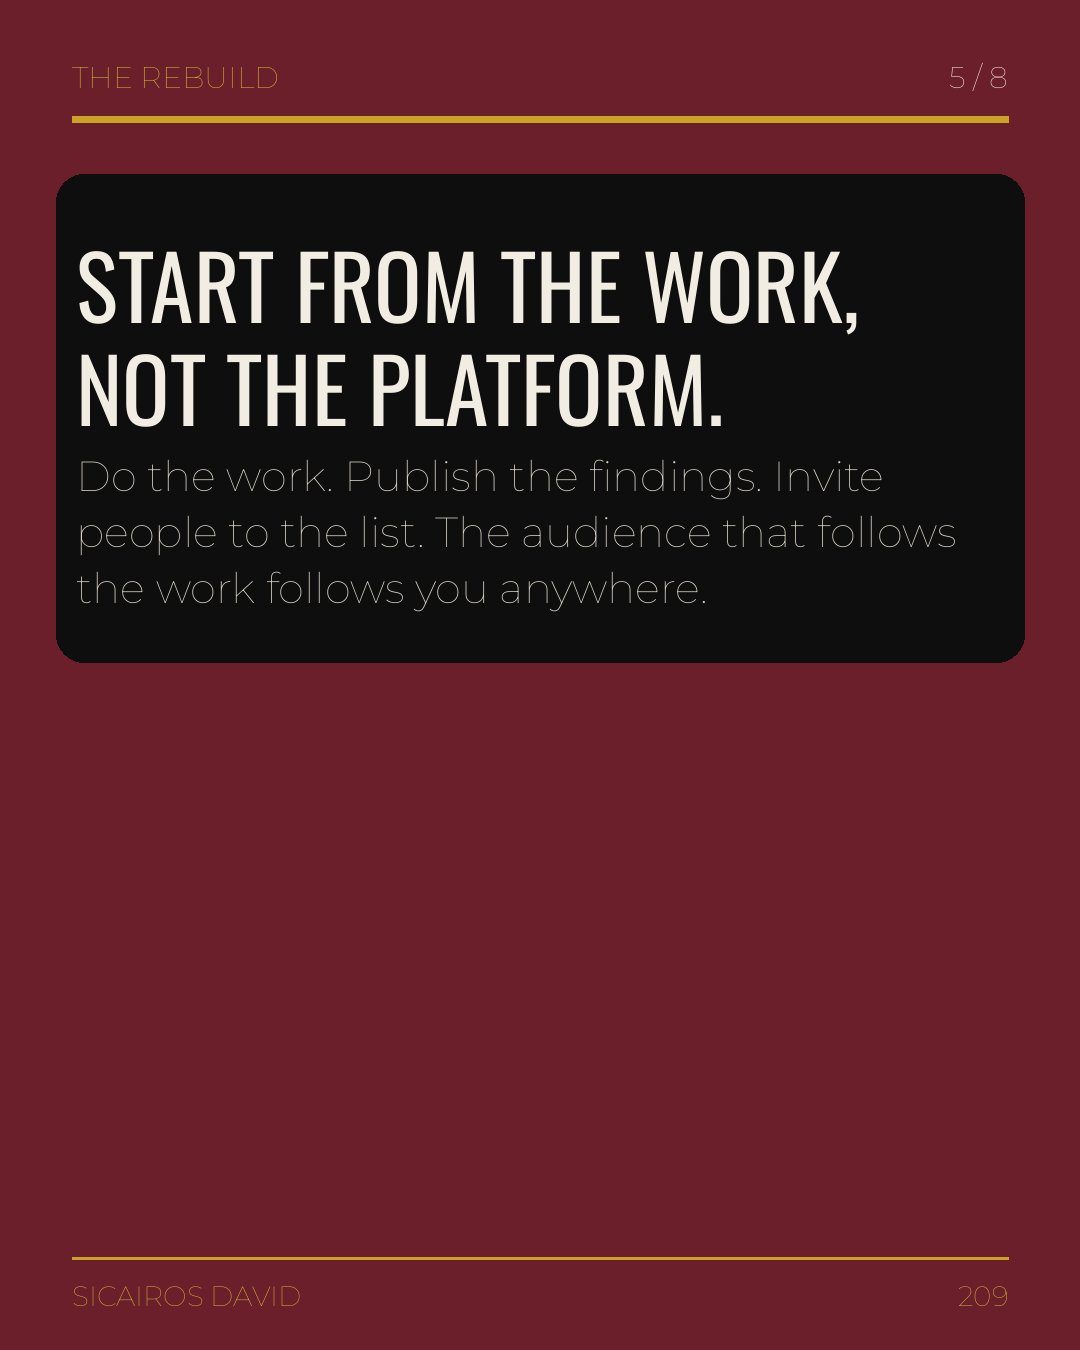 THE REBUILD
5 / 8
START FROM THE WORK,
NOT THE PLATFORM.
Do the work. Publish the findings. Invite
people to the list. The audience that follows
the work follows you anywhere.
SICAIROS DAVID
209